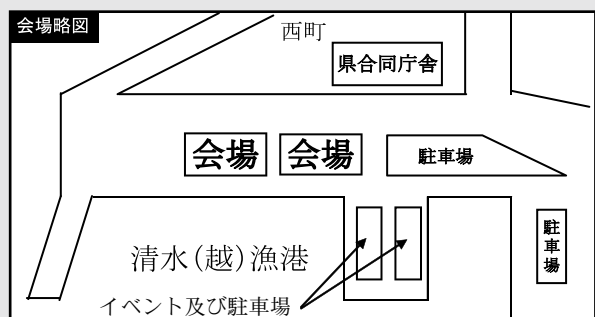 会場略図
西町
県合同庁舎
会場
会場
駐車場
清水(越)漁港
駐車場
イベント及び駐車場